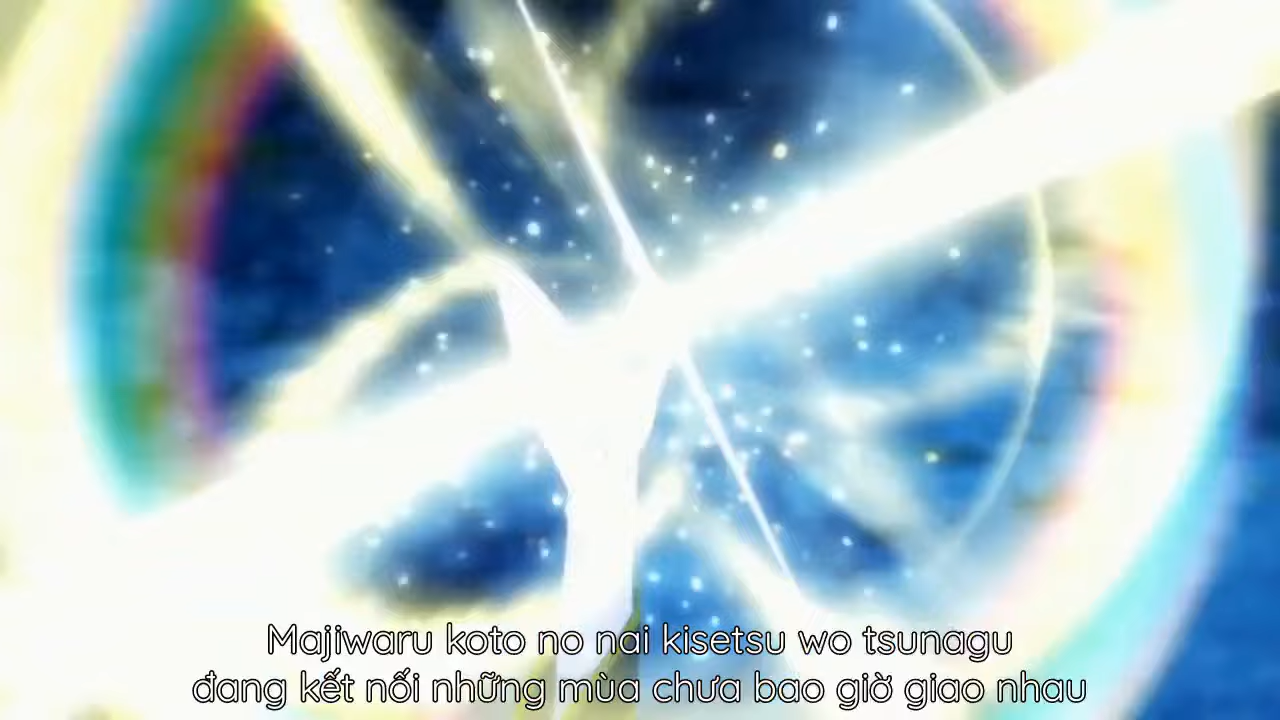 Majiwaru koto no nai kisetsu wo tsunagu
đang kết nối những mùa chưa bao giờ giao nhau